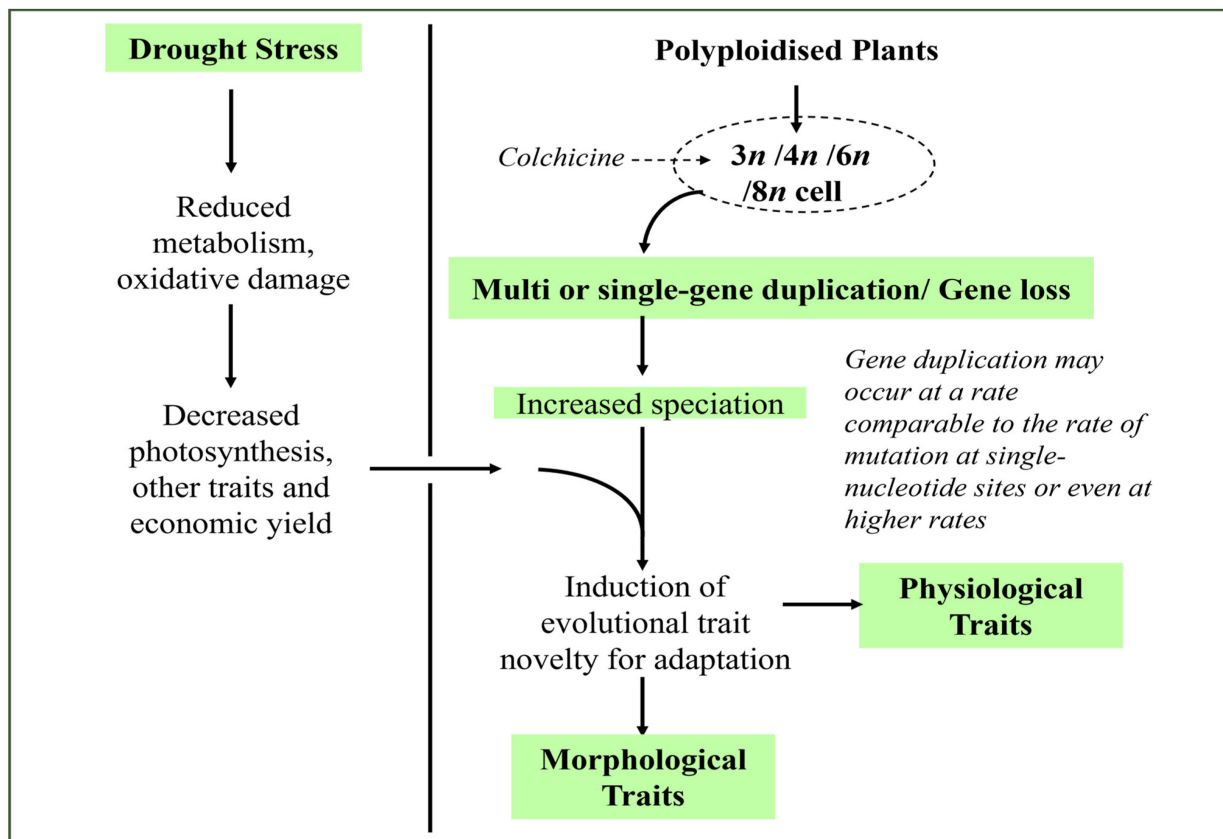 Drought Stress
Reduced
metabolism,
oxidative damage
Decreased
photosynthesis,
other traits and
economic yield
Polyploidised Plants
Colchicine
3n /4n /6n
/8n cell
Multi or single-gene duplication/ Gene loss
Increased speciation
Gene duplication may
occur at a rate
comparable to the rate of
mutation at single-
nucleotide sites or even at
higher rates
Induction of
evolutional trait
novelty for adaptation
Physiological
Traits
Morphological
Traits